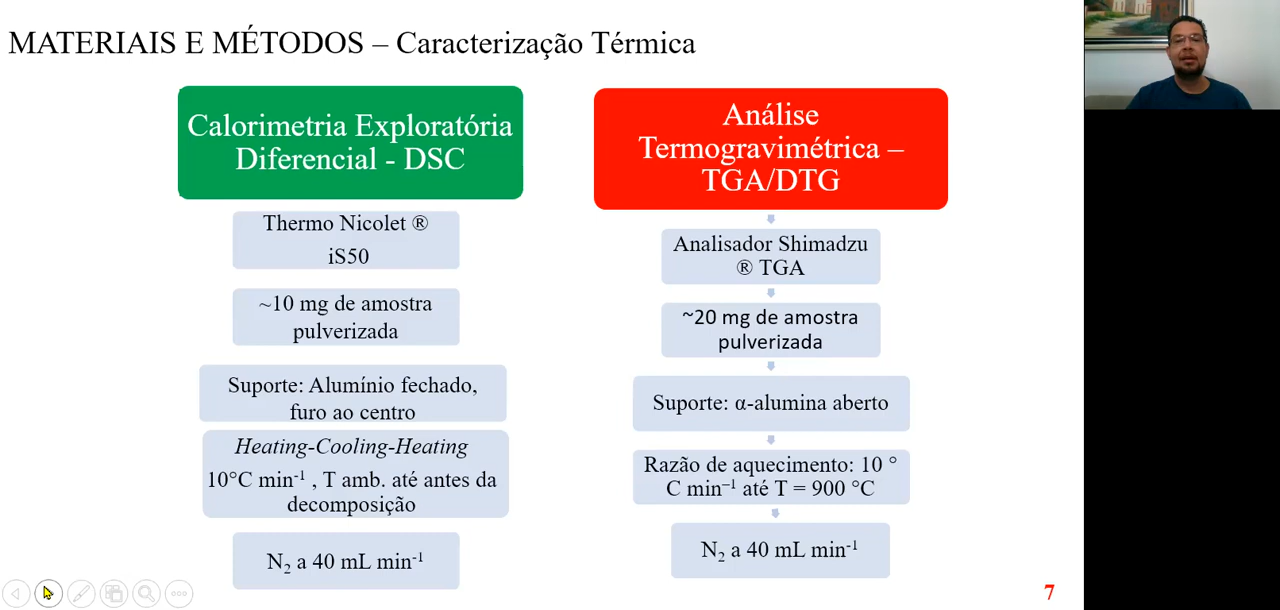 MATERIAIS E MÉTODOS – Caracterização Térmica
Calorimetria Exploratória
Diferencial - DSC
Thermo Nicolet ®
iS50
~10 mg de amostra
pulverizada
Suporte: Alumínio fechado,
furo ao centro
Heating-Cooling-Heating
10°C min⁻¹ , T amb. até antes da
decomposição
N₂ a 40 mL min⁻¹
Análise
Termogravimétrica –
TGA/DTG
Analisador Shimadzu
® TGA
~20 mg de amostra
pulverizada
Suporte: α-alumina aberto
Razão de aquecimento: 10 °
C min⁻¹ até T = 900 °C
N₂ a 40 mL min⁻¹
7